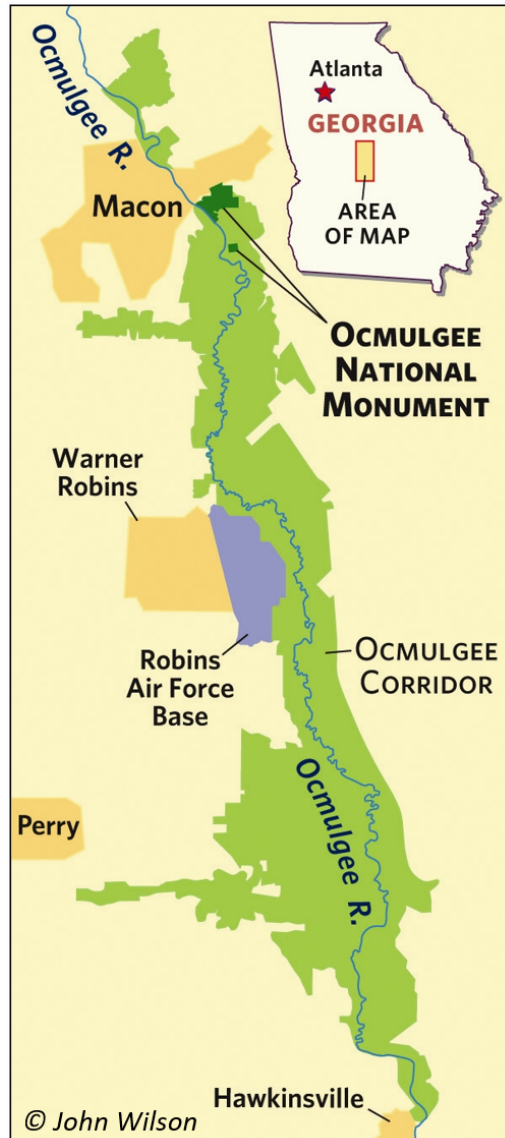 Ocmulgee R.
Atlanta
GEORGIA
AREA
OF MAP
Macon
OCMULGEE
NATIONAL
MONUMENT
Warner
Robins
Robins
Air Force
Base
OCMULGEE
CORRIDOR
Ocmulgee R.
Perry
Hawkinsville
© John Wilson